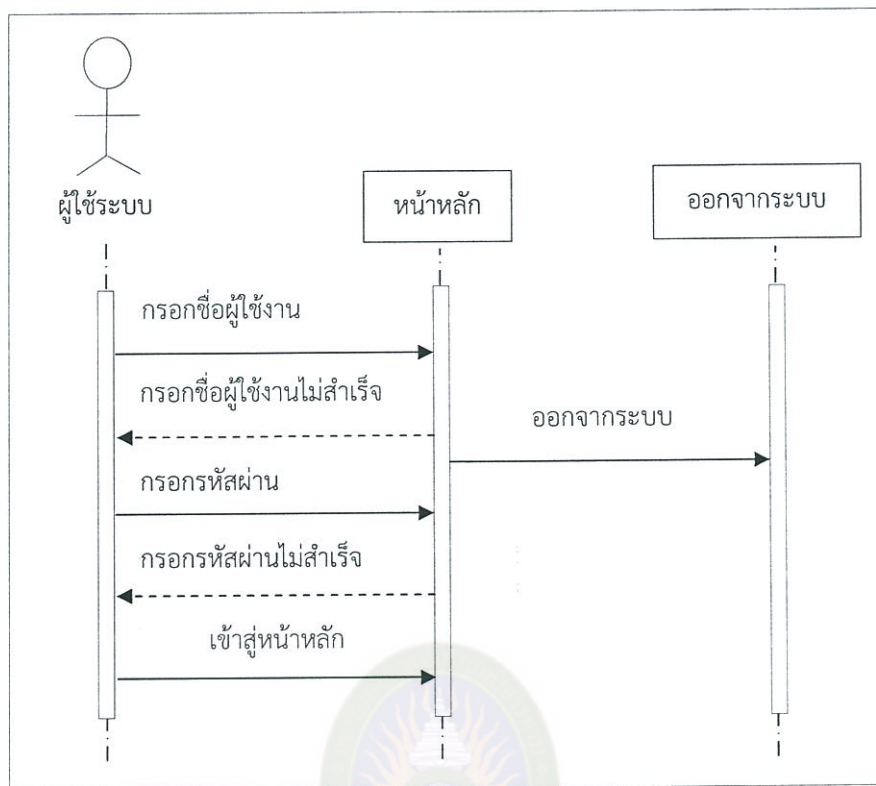 ผู้ใช้ระบบ
หน้าหลัก
ออกจากระบบ
กรอกชื่อผู้ใช้งาน
กรอกชื่อผู้ใช้งานไม่สำเร็จ
ออกจากระบบ
กรอกรหัสผ่าน
กรอกรหัสผ่านไม่สำเร็จ
เข้าสู่หน้าหลัก